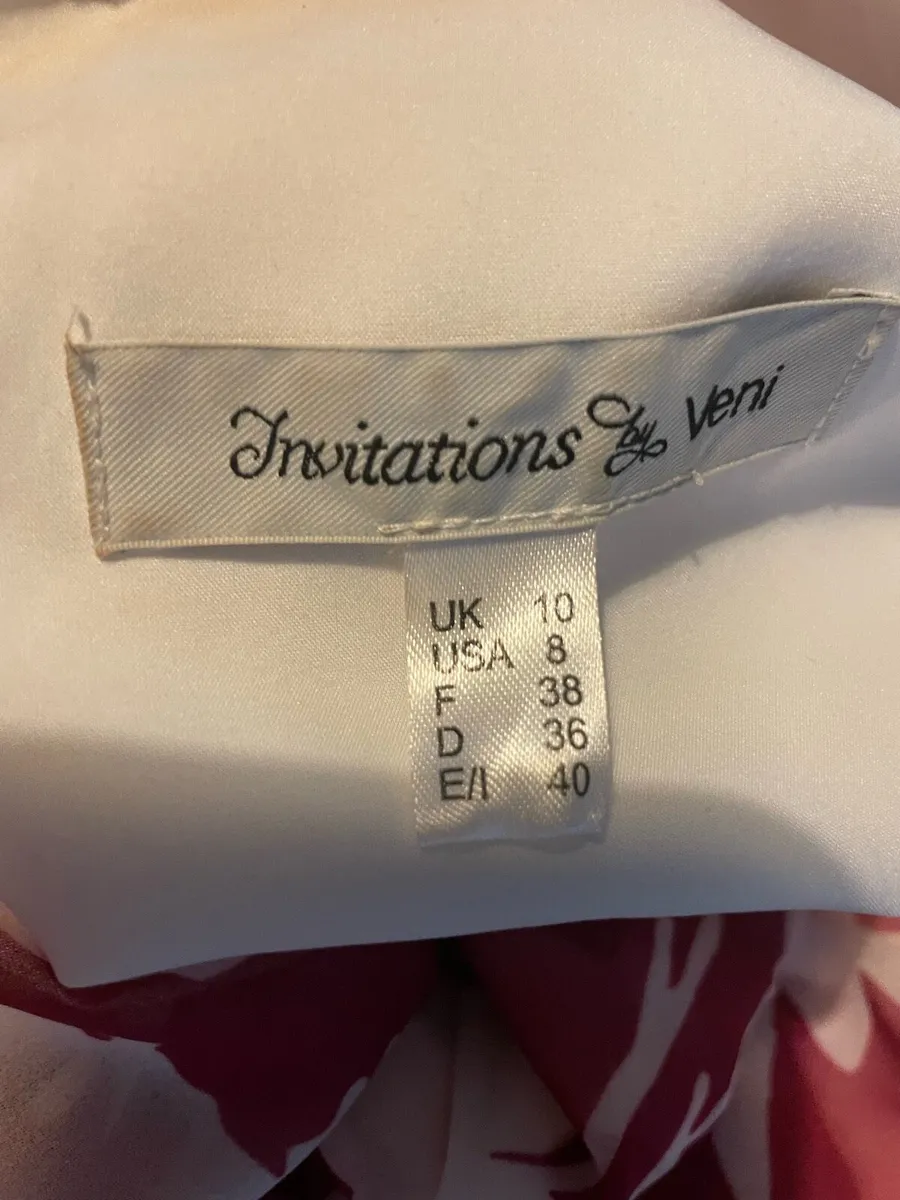 Invitations by Veni
UK 10
USA 8
F 38
D 36
E/I 40